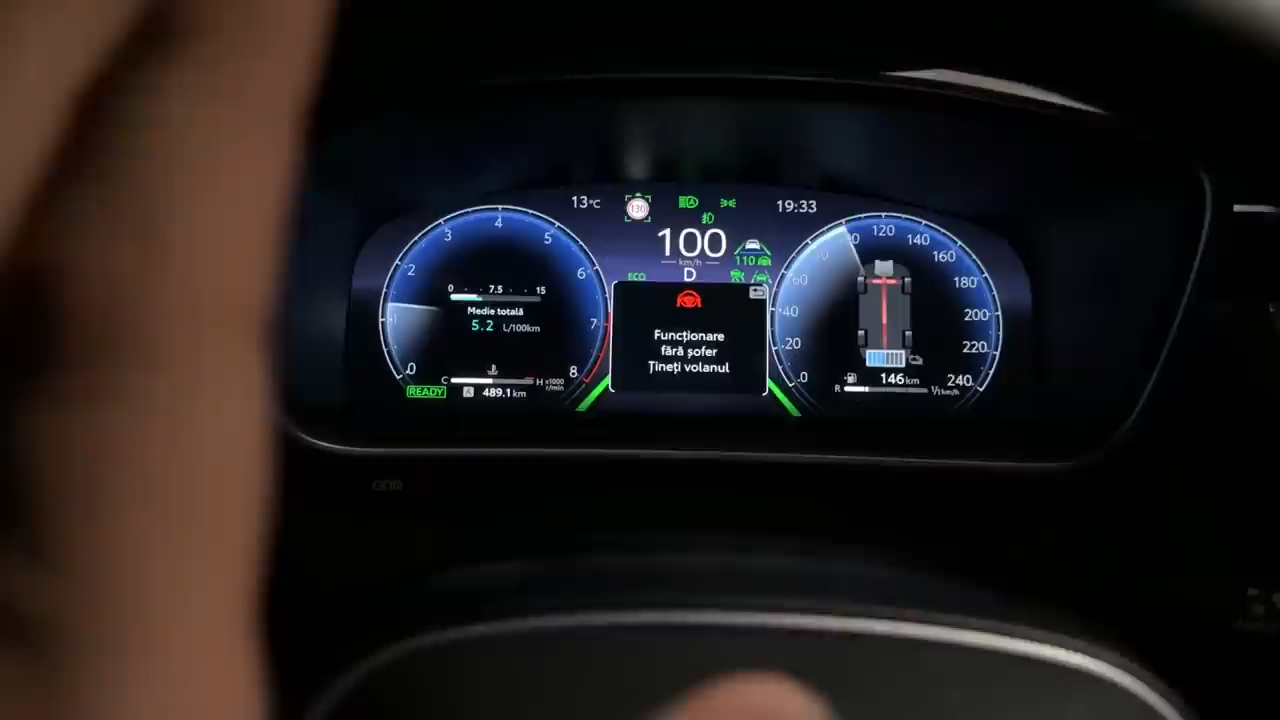 13°C
130
A
19:33
100
km/h
D
ECO
110
0 1 2 3 4 5 6 7 8
x1000
r/min
0 7.5 15
Medie totală
5.2 L/100km
C H
READY
A 489.1 km
Funcționare
fără șofer
Țineți volanul
0 20 40 60 120 140 160 180 200 220 240
146 km
R 1/1 km/h